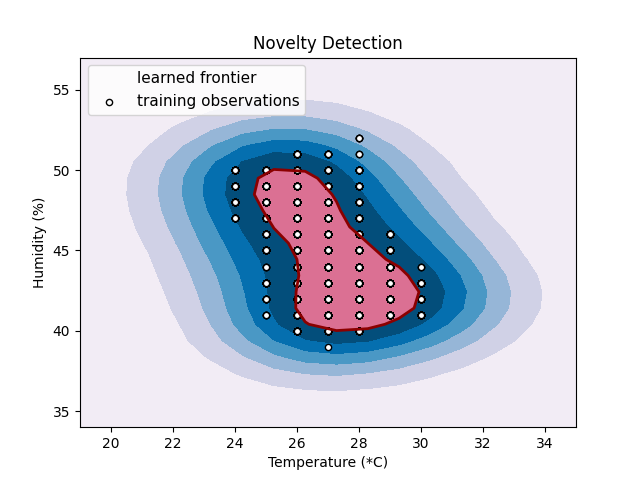 Novelty Detection
learned frontier
training observations
55
50
45
40
35
Humidity (%)
20 22 24 26 28 30 32 34
Temperature (*C)